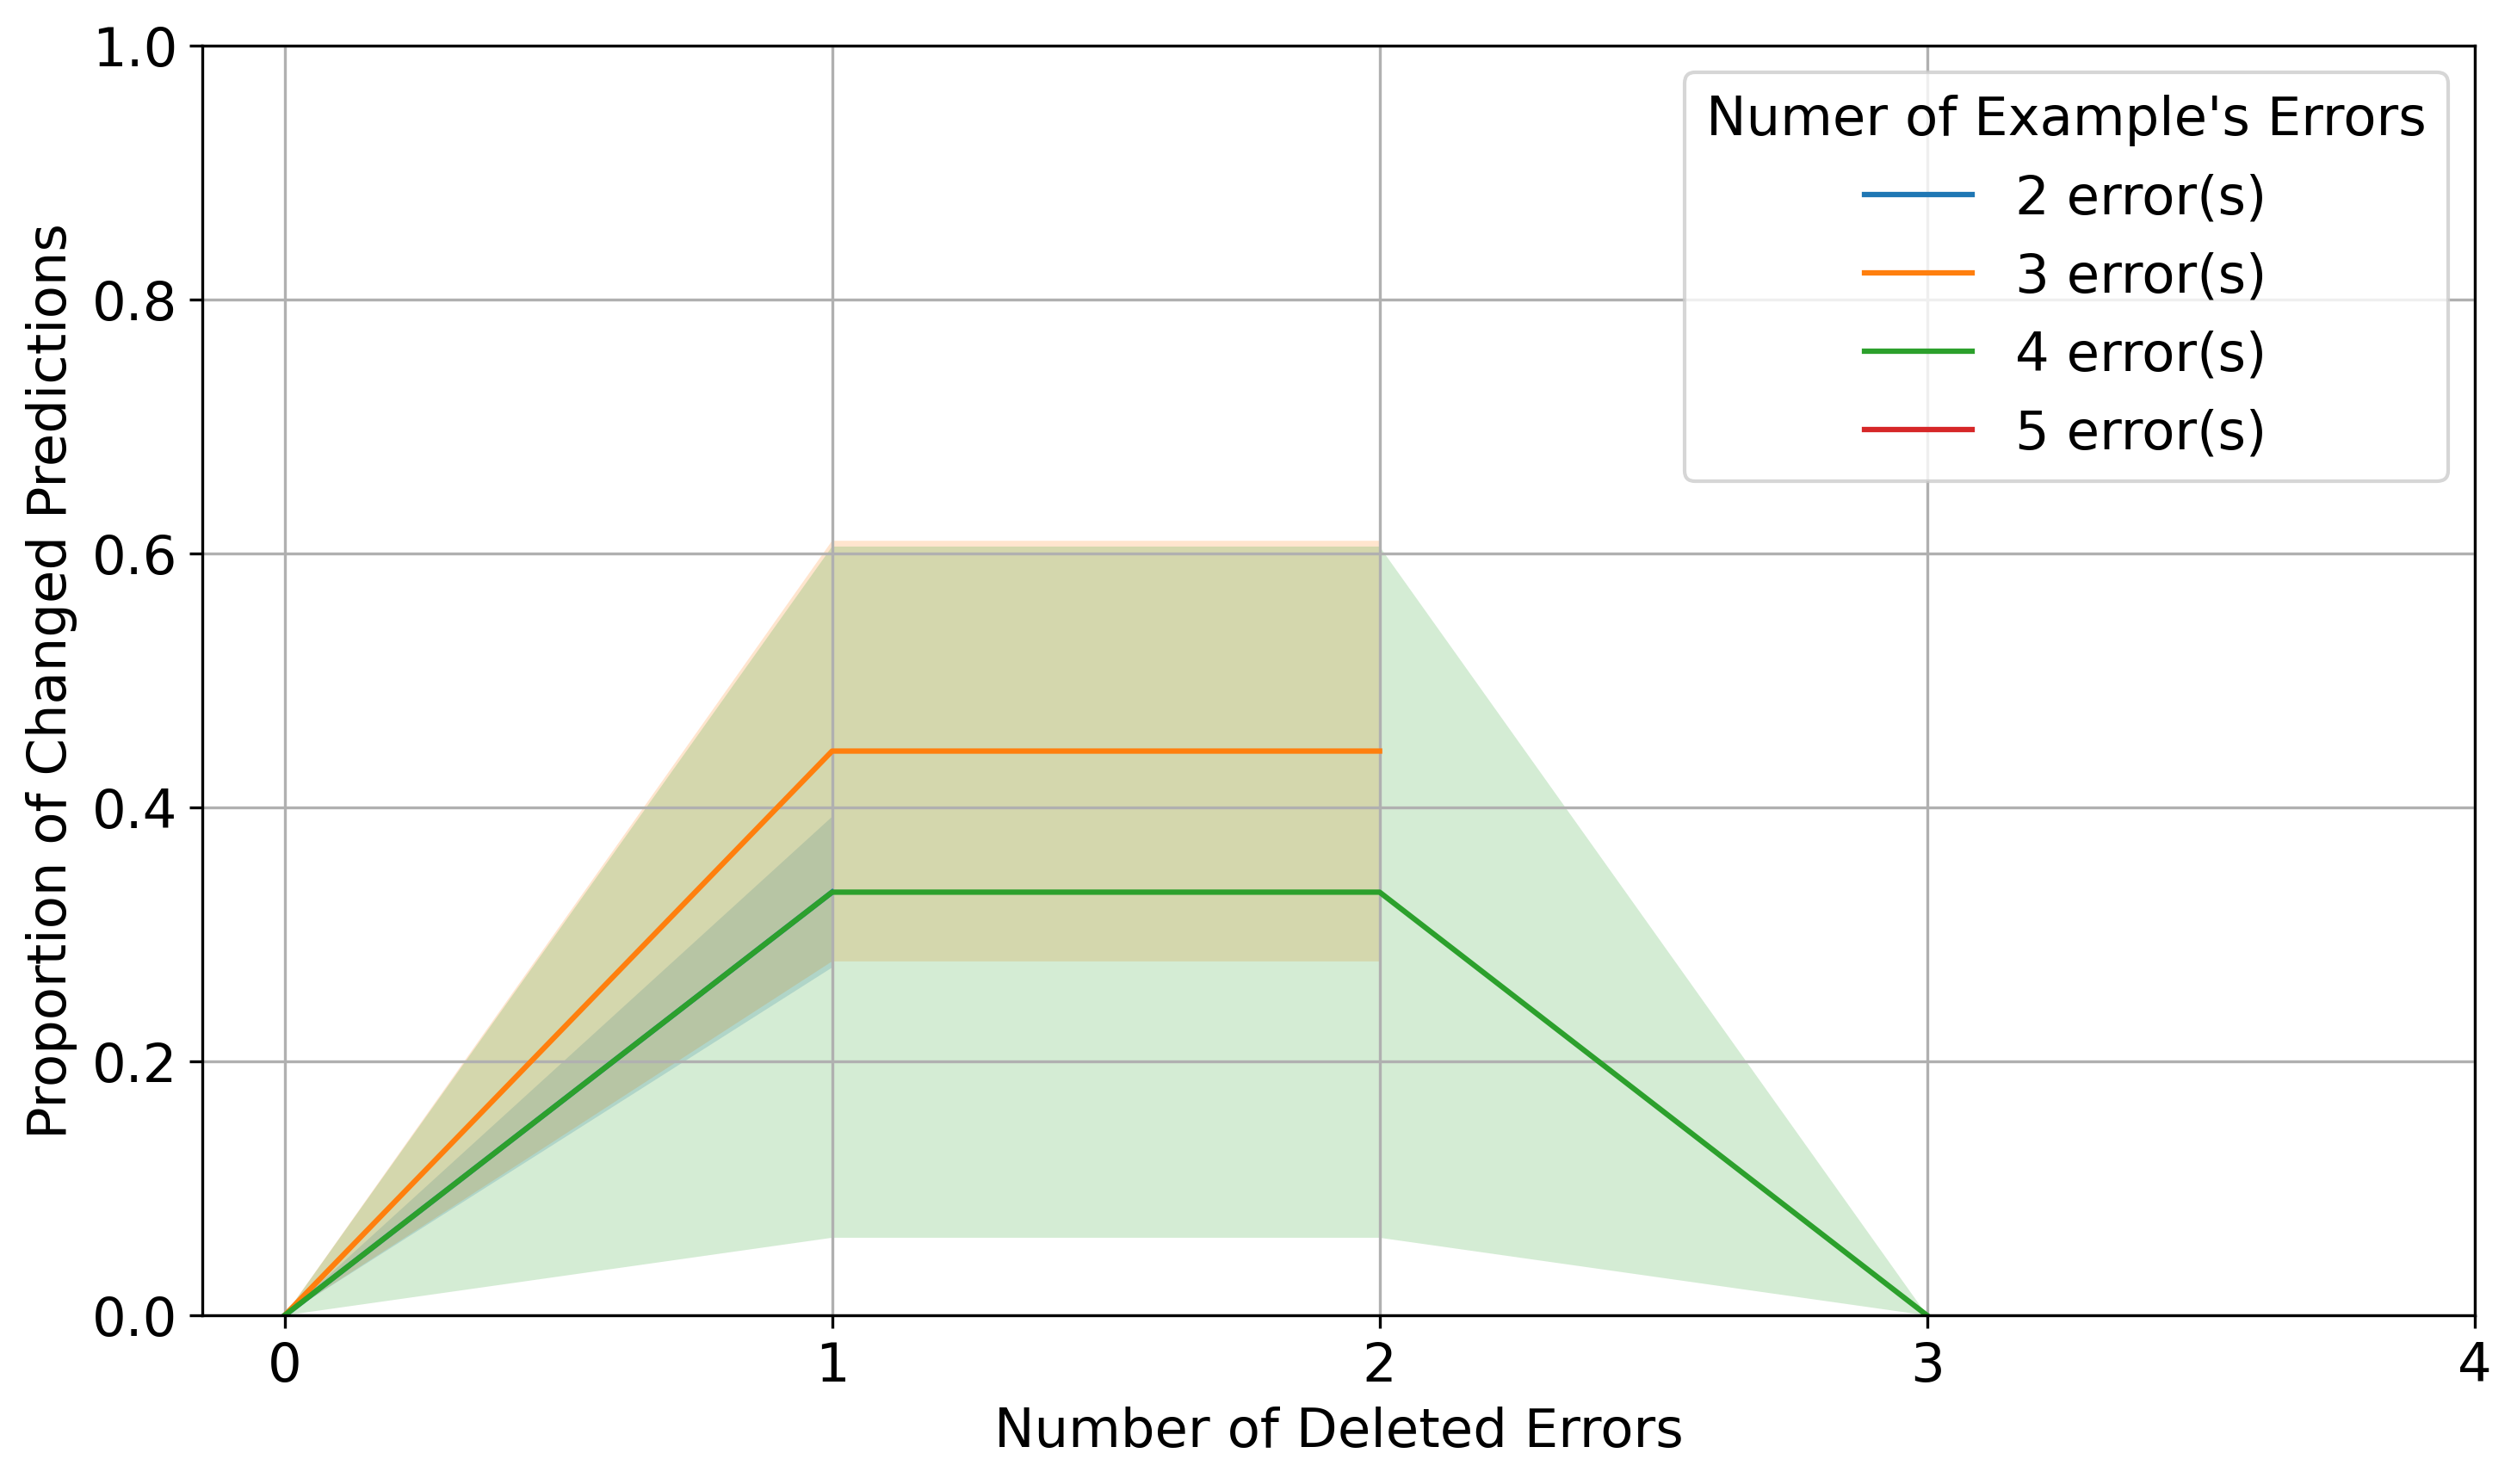 1.0
0.8
0.6
0.4
0.2
0.0
Proportion of Changed Predictions
Numer of Example's Errors
2 error(s)
3 error(s)
4 error(s)
5 error(s)
0 1 2 3 4
Number of Deleted Errors